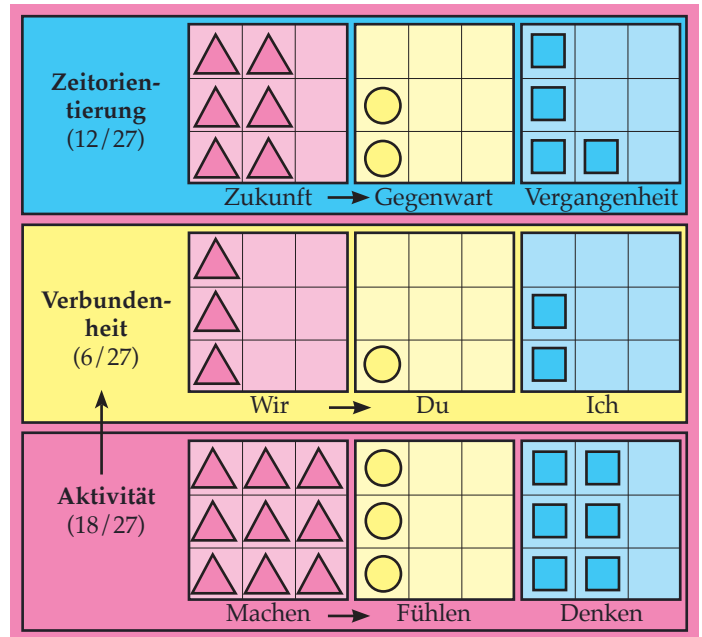 Zeitorien-
tierung
(12/27)
Zukunft → Gegenwart Vergangenheit
Verbunden-
heit
(6/27)
Wir → Du Ich
Aktivität
(18/27)
Machen → Fühlen Denken